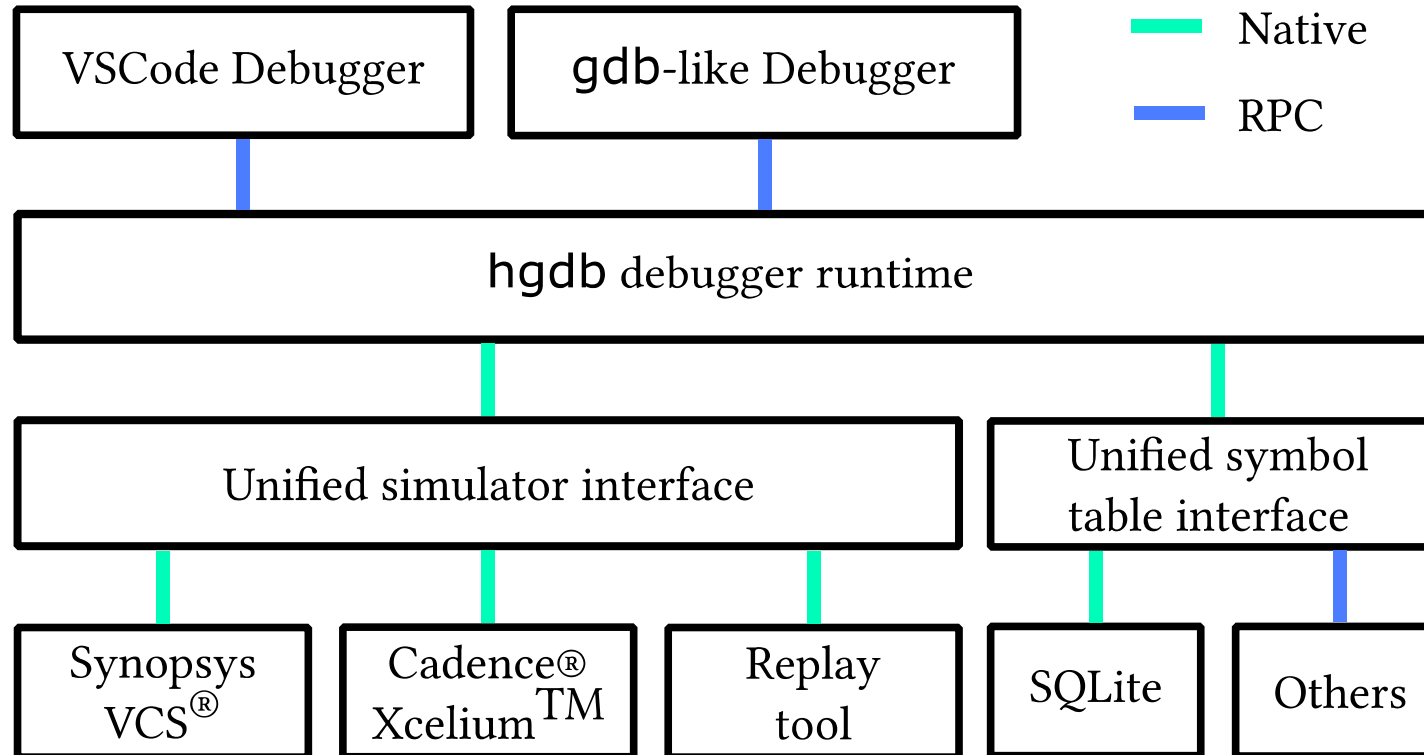 VSCode Debugger
gdb-like Debugger
Native
RPC
hgdb debugger runtime
Unified simulator interface
Unified symbol
table interface
Synopsys
VCS®
Cadence®
Xcelium™
Replay
tool
SQLite
Others